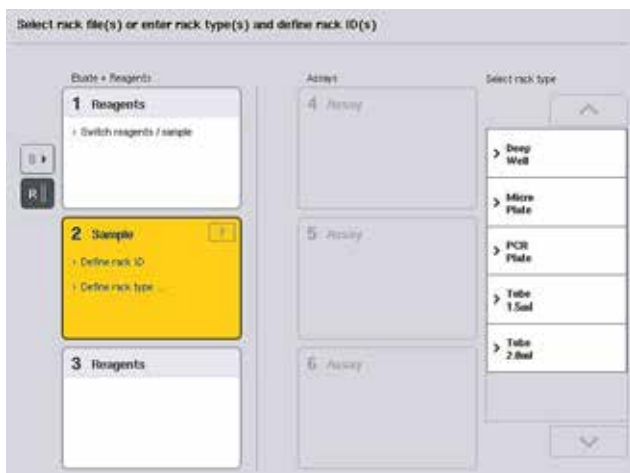 Select rack file(s) or enter rack type(s) and define rack ID(s)
Eluate + Reagents
Assays
Select rack type
1 Reagents
› Switch reagents / sample
S
R
2 Sample
› Define rack ID
› Define rack type ...
3 Reagents
4 Assay
5 Assay
6 Assay
› Deep
Well
› Micro
Plate
› PCR
Plate
› Tube
1.5ml
› Tube
2.0ml